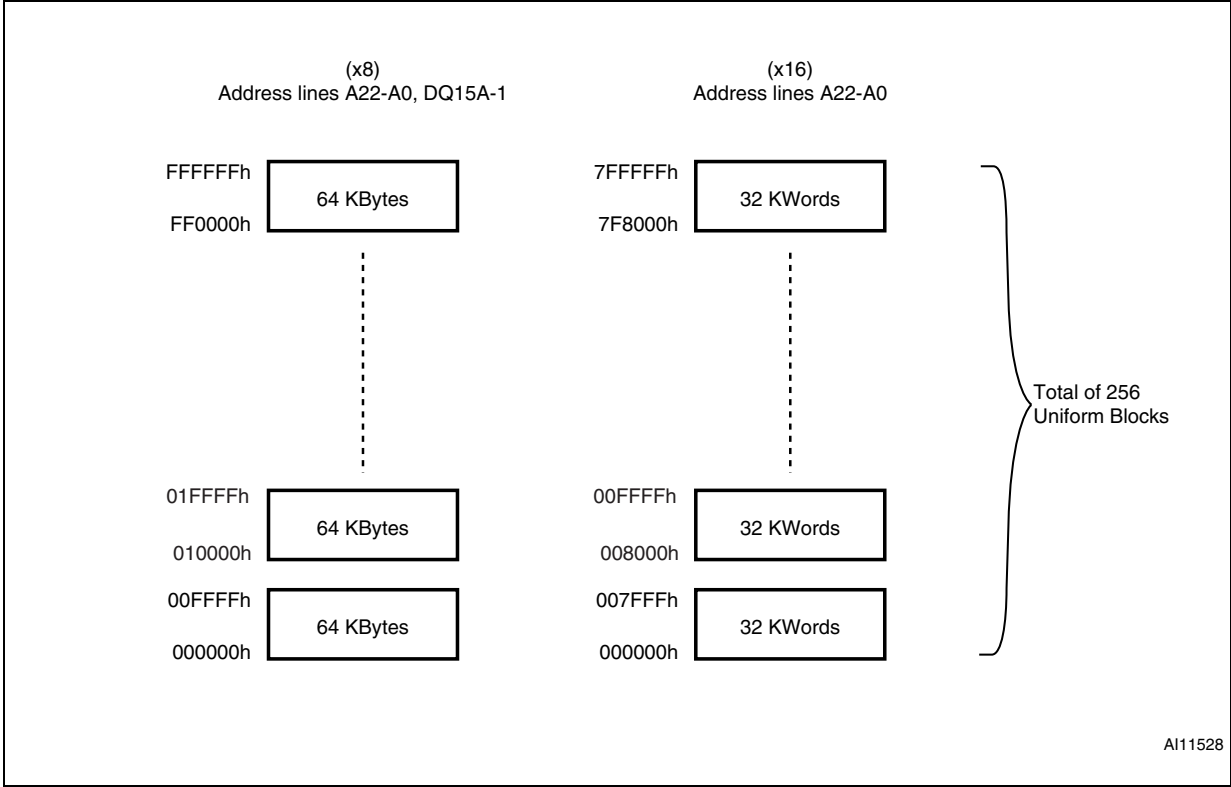 (x8)
Address lines A22-A0, DQ15A-1
(x16)
Address lines A22-A0
FFFFFFh
64 KBytes
FF0000h
7FFFFFh
32 KWords
7F8000h
Total of 256
Uniform Blocks
01FFFFh
64 KBytes
010000h
00FFFFh
32 KWords
008000h
00FFFFh
64 KBytes
000000h
007FFFh
32 KWords
000000h
AI11528